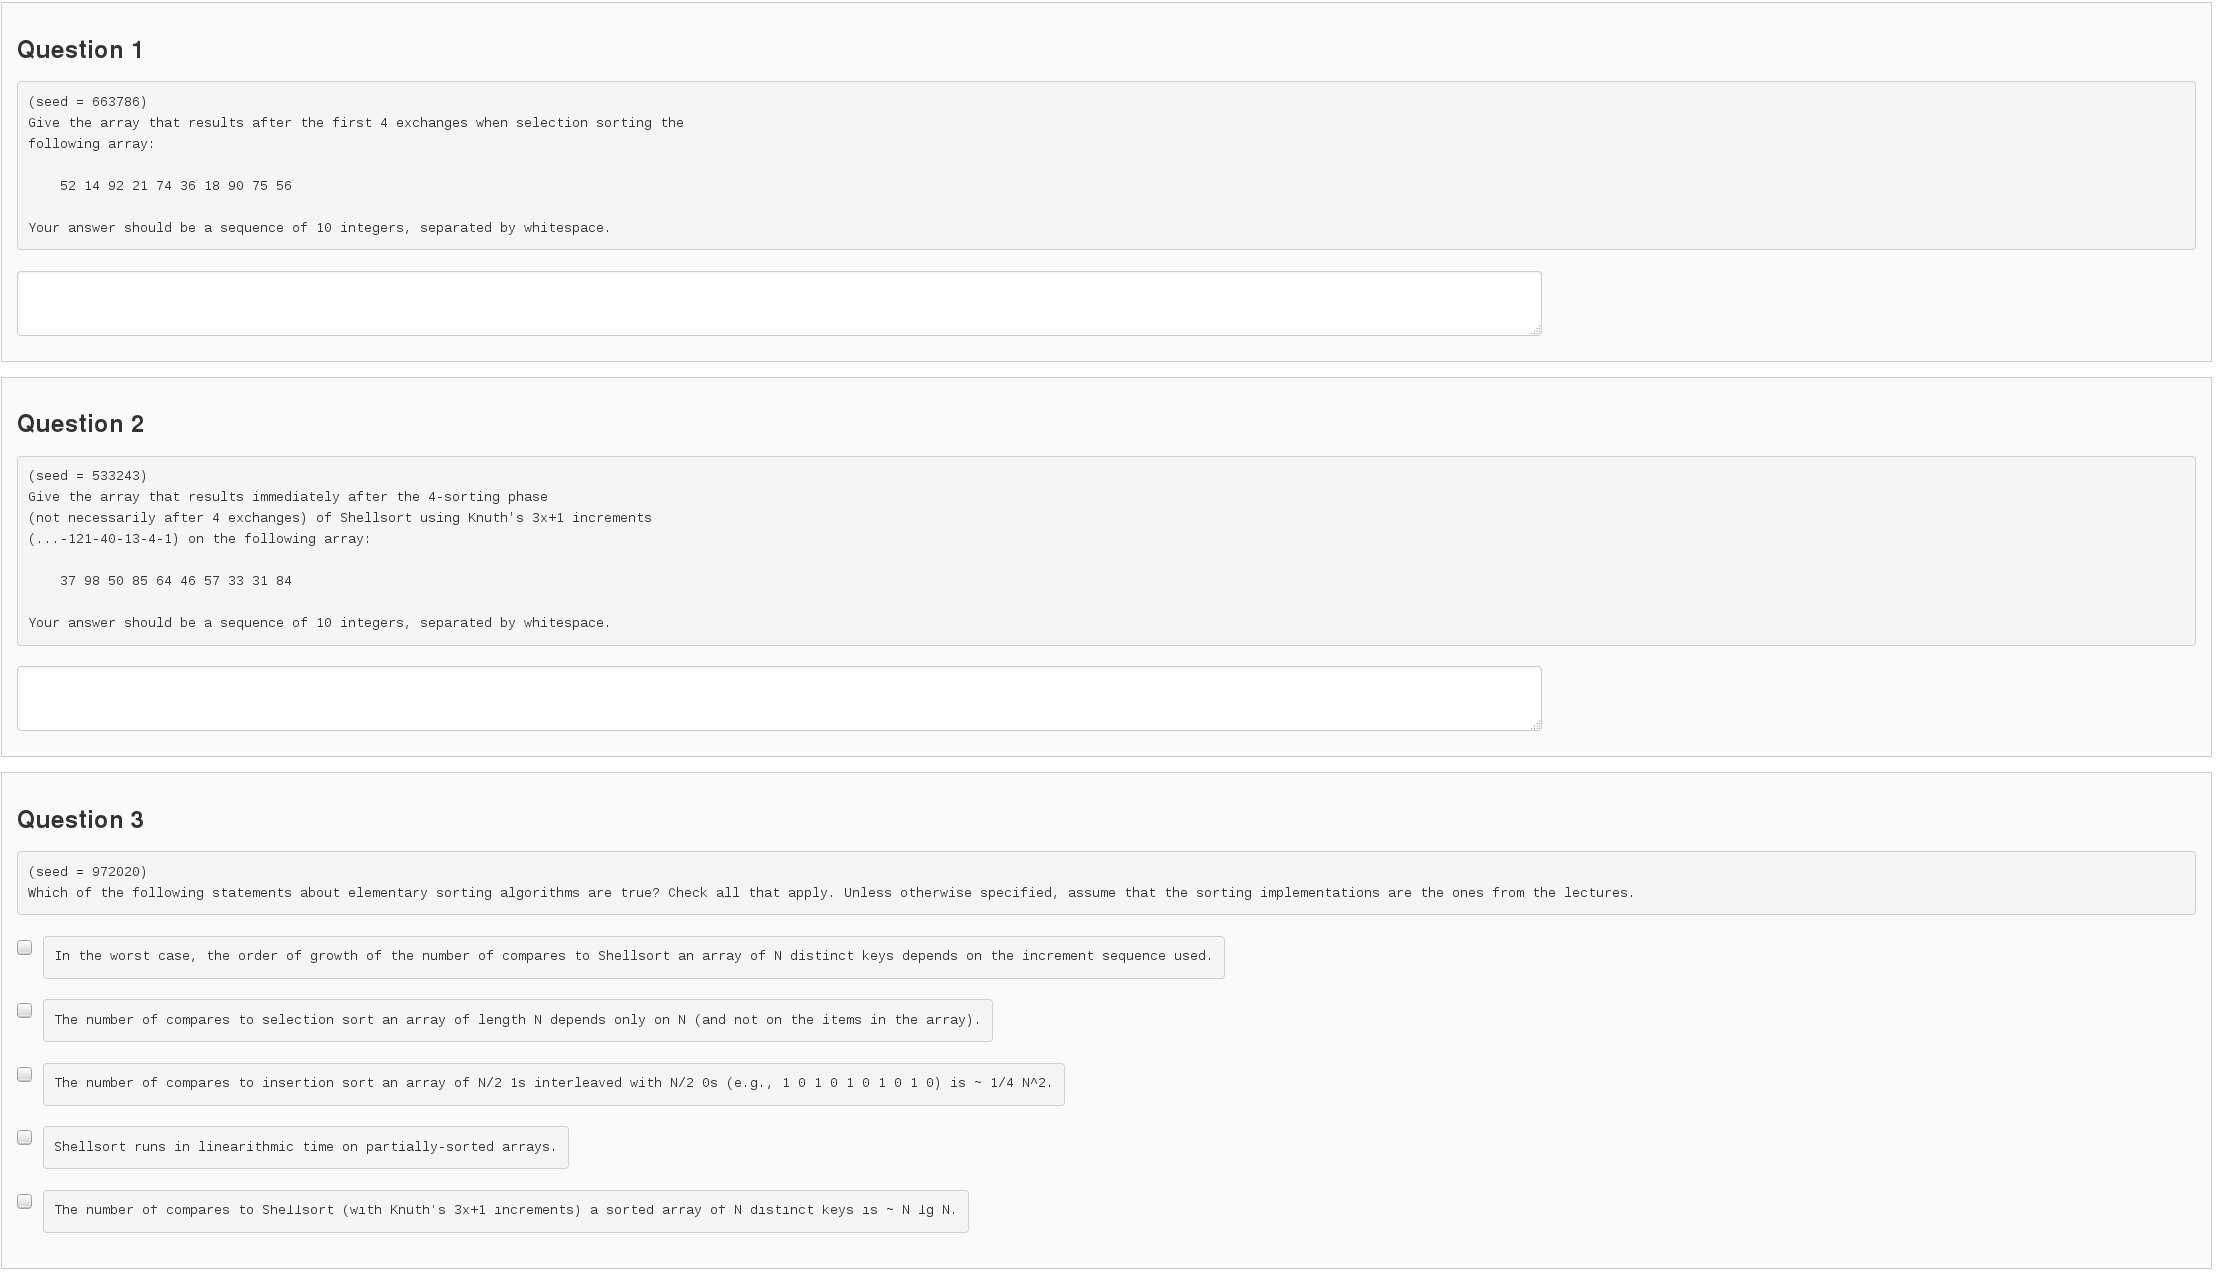 Question 1
(seed = 663786)
Give the array that results after the first 4 exchanges when selection sorting the
following array:
52 14 92 21 74 36 18 90 75 56
Your answer should be a sequence of 10 integers, separated by whitespace.
Question 2
(seed = 533243)
Give the array that results immediately after the 4-sorting phase
(not necessarily after 4 exchanges) of Shellsort using Knuth's 3x+1 increments
(...-121-40-13-4-1) on the following array:
37 98 50 85 64 46 57 33 31 84
Your answer should be a sequence of 10 integers, separated by whitespace.
Question 3
(seed = 972020)
Which of the following statements about elementary sorting algorithms are true? Check all that apply. Unless otherwise specified, assume that the sorting implementations are the ones from the lectures.
In the worst case, the order of growth of the number of compares to Shellsort an array of N distinct keys depends on the increment sequence used.
The number of compares to selection sort an array of length N depends only on N (and not on the items in the array).
The number of compares to insertion sort an array of N/2 1s interleaved with N/2 0s (e.g., 1 0 1 0 1 0 1 0 1 0) is ~ 1/4 N^2.
Shellsort runs in linearithmic time on partially-sorted arrays.
The number of compares to Shellsort (with Knuth's 3x+1 increments) a sorted array of N distinct keys is ~ N lg N.